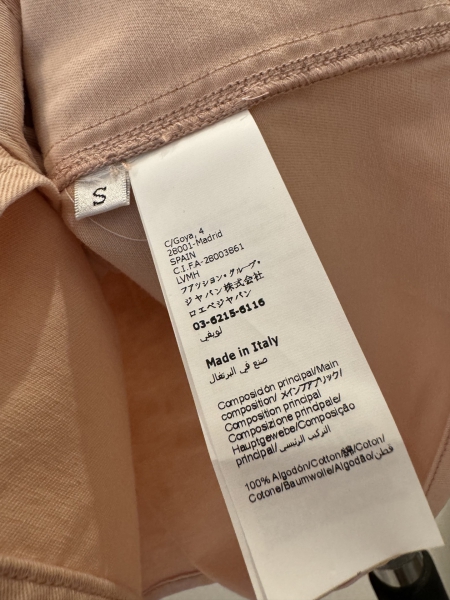 S
C/Goya, 4
28001-Madrid
SPAIN
C.I.F.A-28003861
LVMH
ファッション・グループ・
ジャパン株式会社
ロエベジャパン
03-6215-6116
لويفي
Made in Italy
صنع في البرتغال
Composición principal/Main
composition/メインファブリック/
Composition principal
Composizione principale/
Hauptgewebe/Composição
principal/ التركيب الرئيسي
100% Algodón/Cotton/綿/Coton/
Cotone/Baumwolle/Algodão/قطن